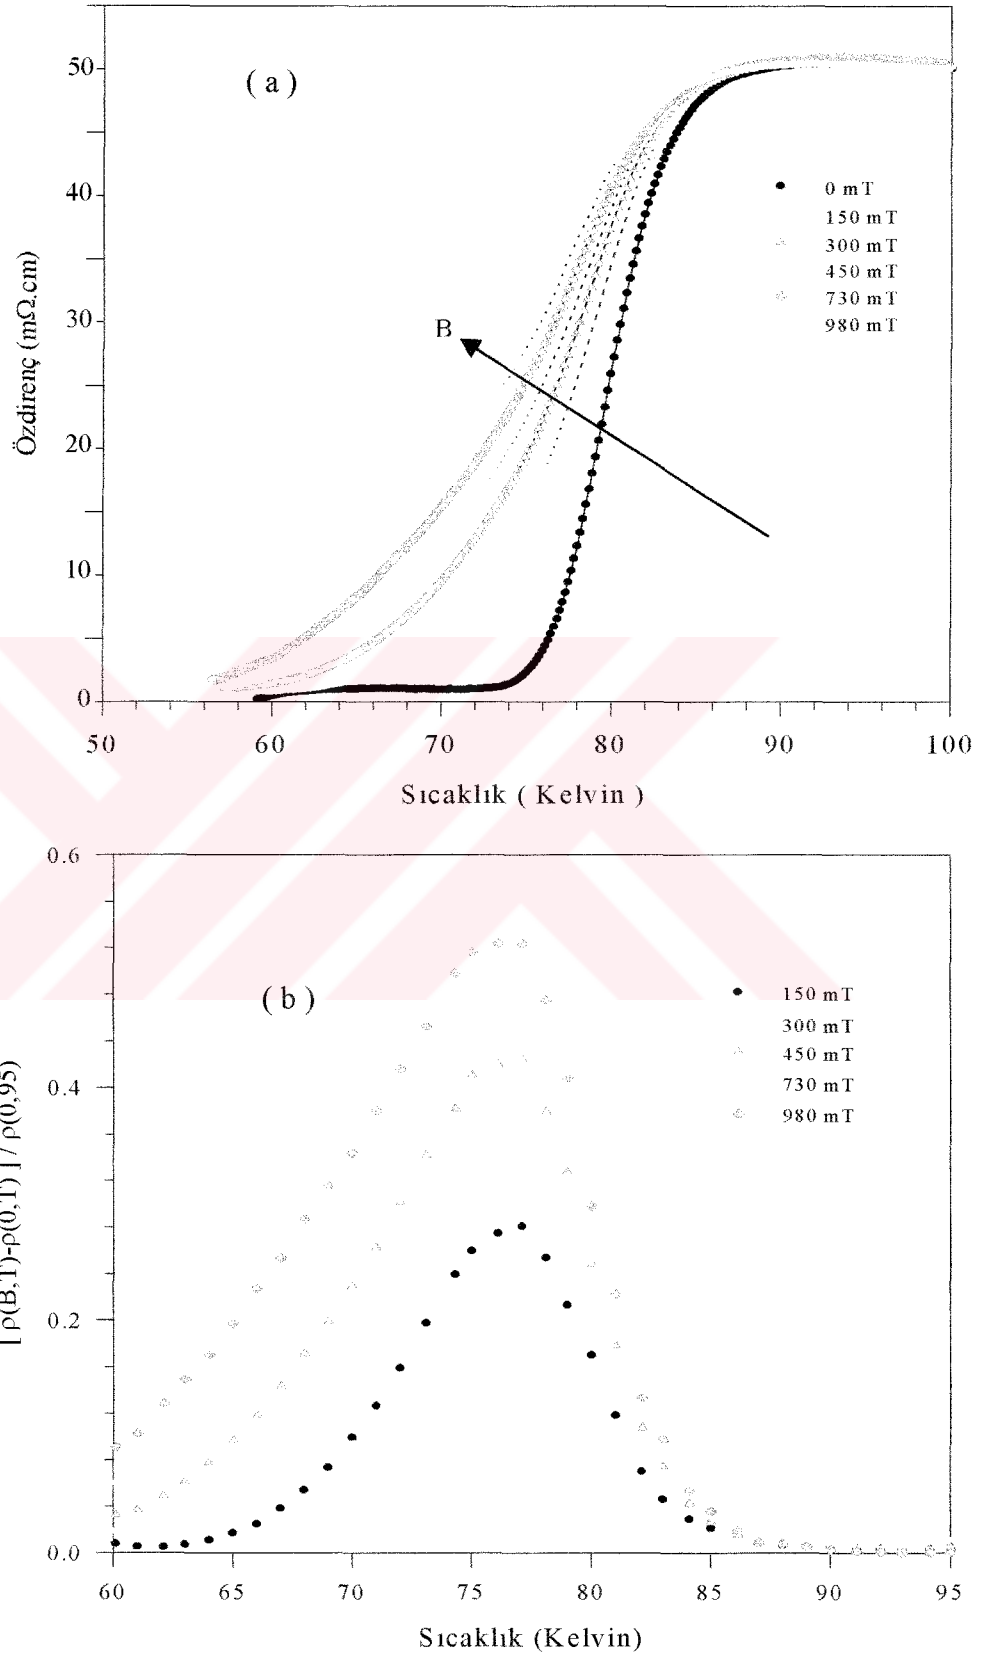 50
( a )
40
0 mT
150 mT
300 mT
450 mT
730 mT
980 mT
Özdirenç (mΩ.cm)
30
B
20
10
0
50 60 70 80 90 100
Sıcaklık ( Kelvin )
0.6
( b )
150 mT
300 mT
450 mT
730 mT
980 mT
[ρ(B,T)-ρ(0,T) ] / ρ(0,95)
0.4
0.2
0.0
60 65 70 75 80 85 90 95
Sıcaklık (Kelvin)